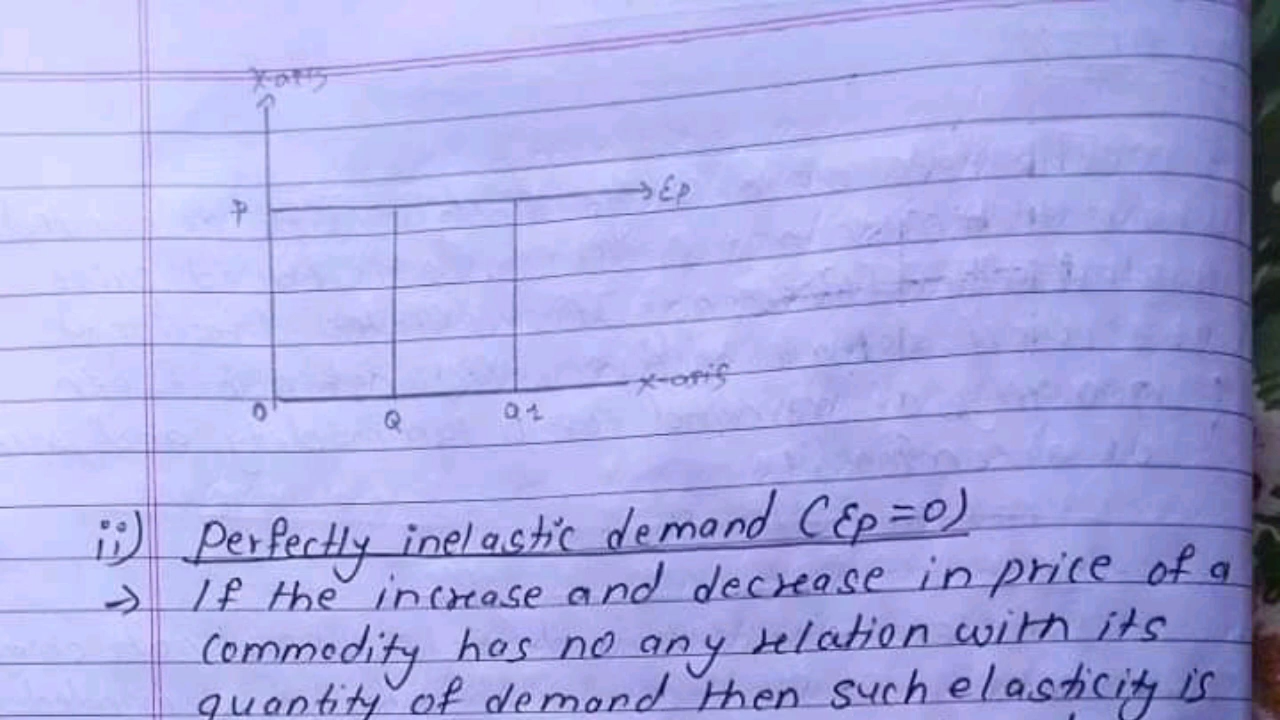 x-axis
P
Ep
x-axis
0
Q
Q1
ii) Perfectly inelastic demand (Ep=0)
→ If the increase and decrease in price of a
commodity has no any relation with its
quantity of demand then such elasticity is